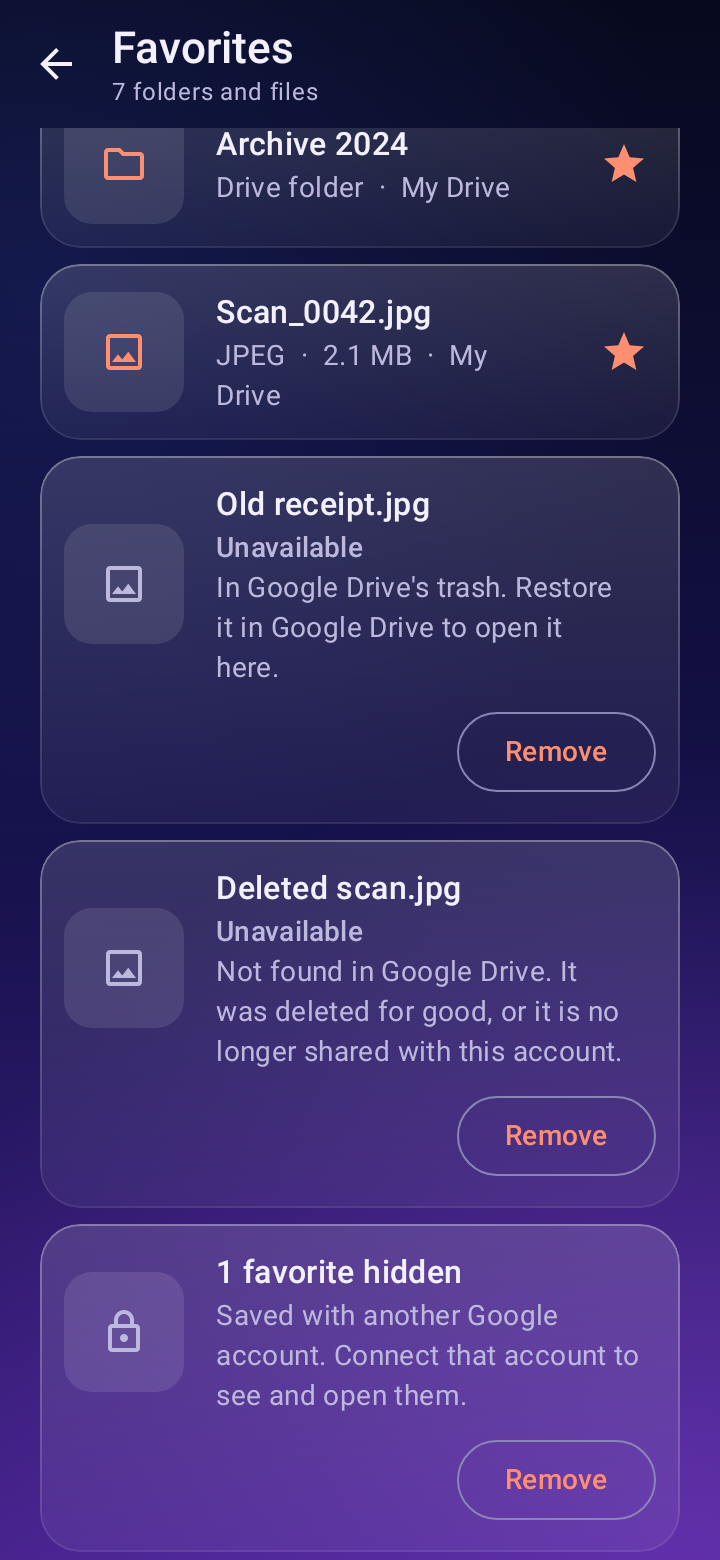 Favorites
7 folders and files
Archive 2024
Drive folder · My Drive
Scan_0042.jpg
JPEG · 2.1 MB · My
Drive
Old receipt.jpg
Unavailable
In Google Drive's trash. Restore
it in Google Drive to open it
here.
Remove
Deleted scan.jpg
Unavailable
Not found in Google Drive. It
was deleted for good, or it is no
longer shared with this account.
Remove
1 favorite hidden
Saved with another Google
account. Connect that account to
see and open them.
Remove